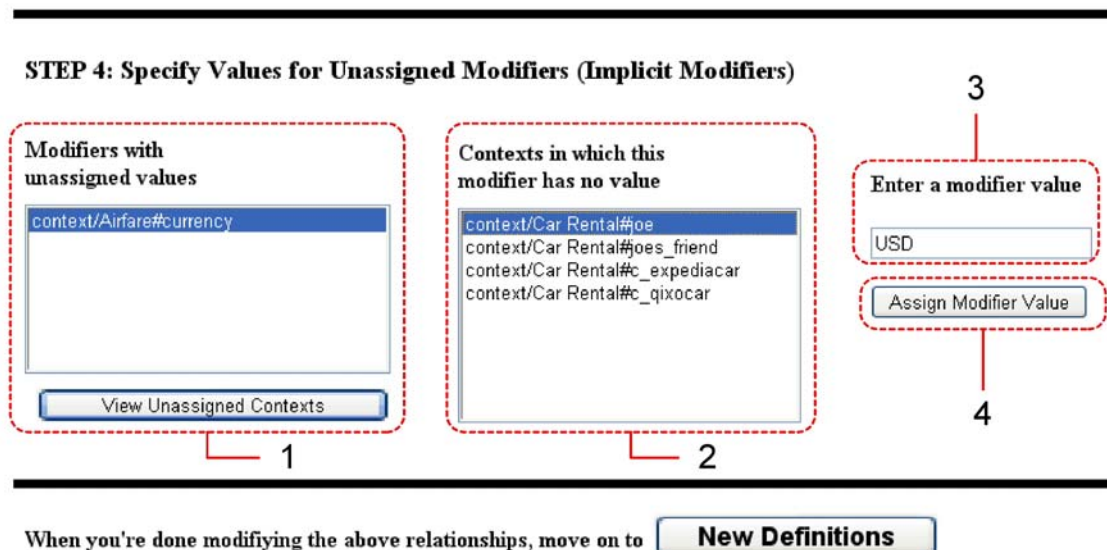 STEP 4: Specify Values for Unassigned Modifiers (Implicit Modifiers)
Modifiers with
unassigned values
context/Airfare#currency
View Unassigned Contexts
1
Contexts in which this
modifier has no value
context/Car Rental#joe
context/Car Rental#joes_friend
context/Car Rental#c_expediacar
context/Car Rental#c_qixocar
2
3
Enter a modifier value
USD
Assign Modifier Value
4
When you're done modifiying the above relationships, move on to
New Definitions